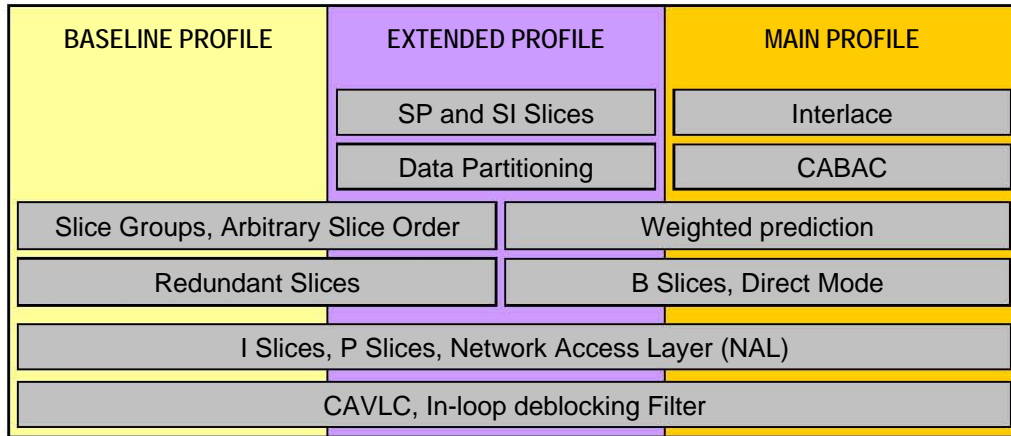 BASELINE PROFILE
EXTENDED PROFILE
MAIN PROFILE
SP and SI Slices
Interlace
Data Partitioning
CABAC
Slice Groups, Arbitrary Slice Order
Weighted prediction
Redundant Slices
B Slices, Direct Mode
I Slices, P Slices, Network Access Layer (NAL)
CAVLC, In-loop deblocking Filter